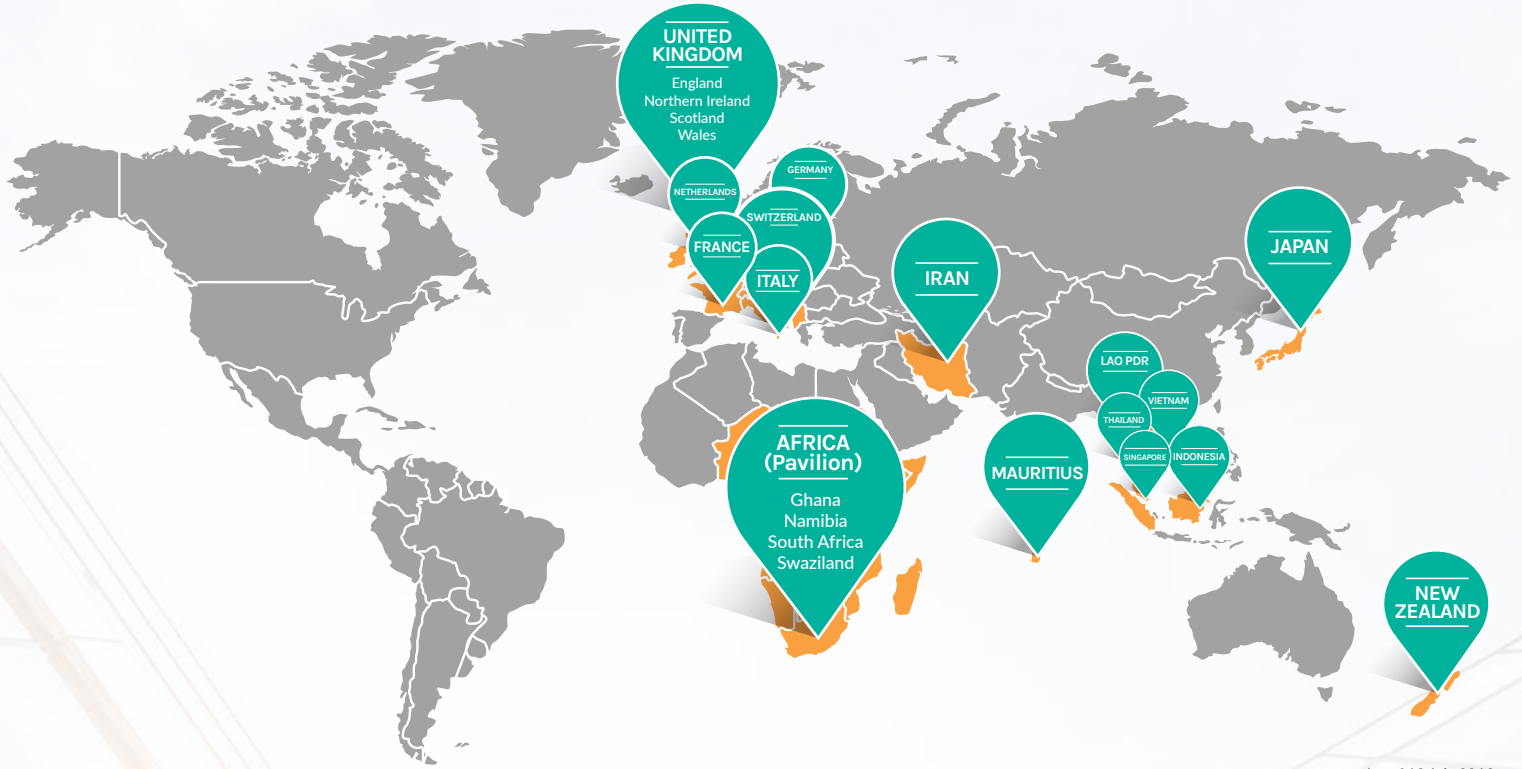 UNITED
KINGDOM
England
Northern Ireland
Scotland
Wales
GERMANY
NETHERLANDS
SWITZERLAND
FRANCE
ITALY
IRAN
JAPAN
LAO PDR
VIETNAM
THAILAND
SINGAPORE
INDONESIA
AFRICA
(Pavilion)
Ghana
Namibia
South Africa
Swaziland
MAURITIUS
NEW
ZEALAND